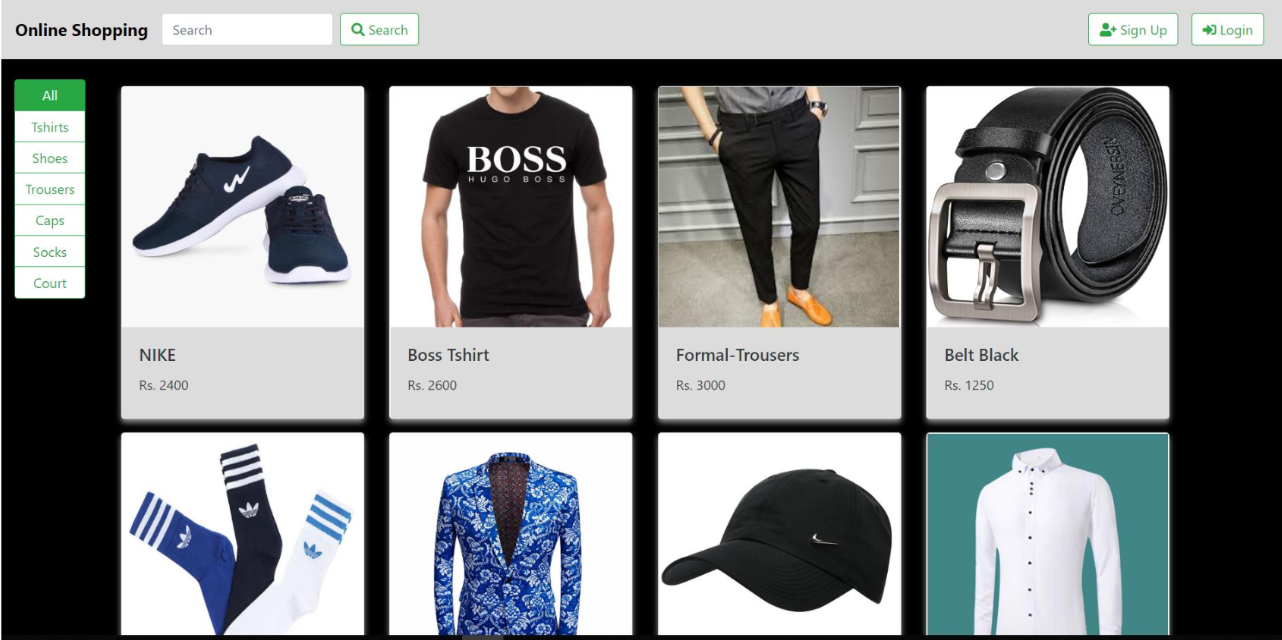 Online Shopping
Search
Search
Sign Up
Login
All
Tshirts
Shoes
Trousers
Caps
Socks
Court
BOSS
HUGO BOSS
NIKE
Rs. 2400
Boss Tshirt
Rs. 2600
Formal-Trousers
Rs. 3000
Belt Black
Rs. 1250